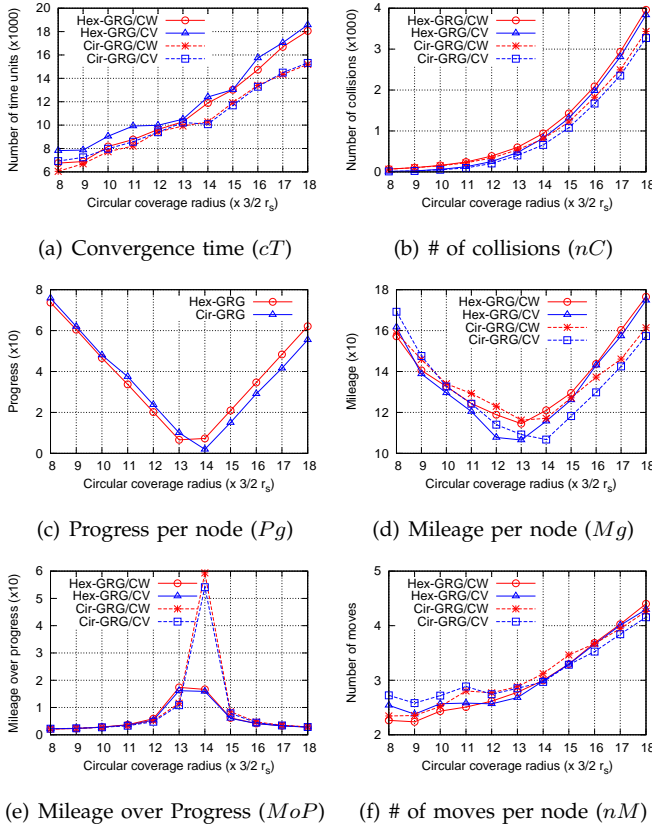 20
18
16
14
12
10
8
6
Number of time units (x1000)
Hex-GRG/CW
Hex-GRG/CV
Cir-GRG/CW
Cir-GRG/CV
8 9 10 11 12 13 14 15 16 17 18
Circular coverage radius (x 3/2 r_s)
(a) Convergence time (cT)
4
3
2
1
0
Number of collisions (x1000)
Hex-GRG/CW
Hex-GRG/CV
Cir-GRG/CW
Cir-GRG/CV
8 9 10 11 12 13 14 15 16 17 18
Circular coverage radius (x 3/2 r_s)
(b) # of collisions (nC)
8
6
4
2
0
Progress (x10)
Hex-GRG
Cir-GRG
8 9 10 11 12 13 14 15 16 17 18
Circular coverage radius (x 3/2 r_s)
(c) Progress per node (Pg)
18
16
14
12
10
Mileage (x10)
Hex-GRG/CW
Hex-GRG/CV
Cir-GRG/CW
Cir-GRG/CV
8 9 10 11 12 13 14 15 16 17 18
Circular coverage radius (x 3/2 r_s)
(d) Mileage per node (Mg)
6
5
4
3
2
1
0
Mileage over progress (x10)
Hex-GRG/CW
Hex-GRG/CV
Cir-GRG/CW
Cir-GRG/CV
8 9 10 11 12 13 14 15 16 17 18
Circular coverage radius (x 3/2 r_s)
(e) Mileage over Progress (MoP)
5
4
3
2
Number of moves
Hex-GRG/CW
Hex-GRG/CV
Cir-GRG/CW
Cir-GRG/CV
8 9 10 11 12 13 14 15 16 17 18
Circular coverage radius (x 3/2 r_s)
(f) # of moves per node (nM)